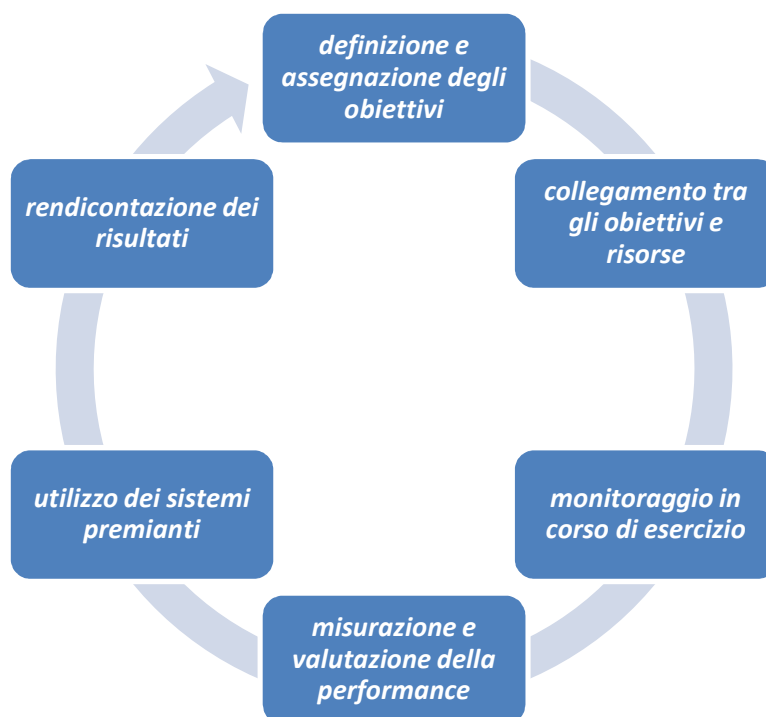 definizione e
assegnazione degli
obiettivi
collegamento tra
gli obiettivi e
risorse
monitoraggio in
corso di esercizio
misurazione e
valutazione della
performance
utilizzo dei sistemi
premianti
rendicontazione dei
risultati